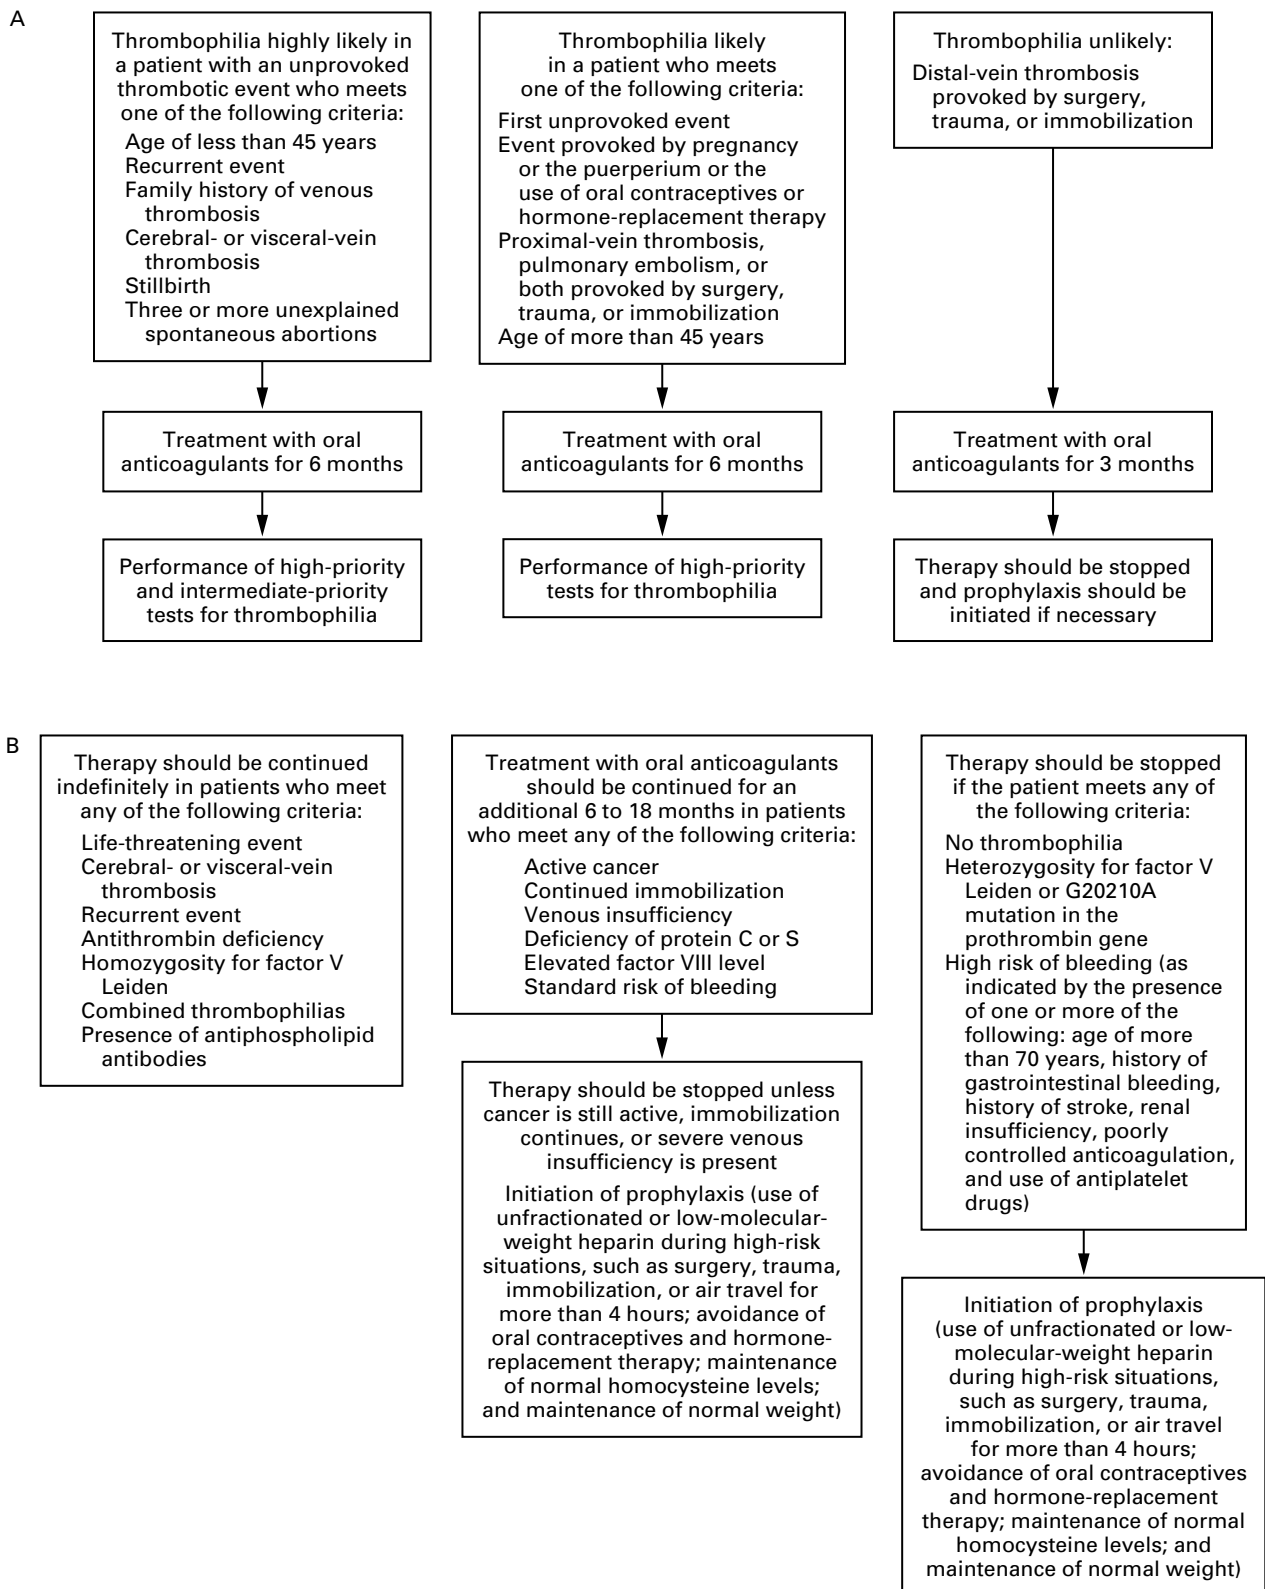 A
Thrombophilia highly likely in
a patient with an unprovoked
thrombotic event who meets
one of the following criteria:
Age of less than 45 years
Recurrent event
Family history of venous
thrombosis
Cerebral- or visceral-vein
thrombosis
Stillbirth
Three or more unexplained
spontaneous abortions
Treatment with oral
anticoagulants for 6 months
Performance of high-priority
and intermediate-priority
tests for thrombophilia
Thrombophilia likely
in a patient who meets
one of the following criteria:
First unprovoked event
Event provoked by pregnancy
or the puerperium or the
use of oral contraceptives or
hormone-replacement therapy
Proximal-vein thrombosis,
pulmonary embolism, or
both provoked by surgery,
trauma, or immobilization
Age of more than 45 years
Treatment with oral
anticoagulants for 6 months
Performance of high-priority
tests for thrombophilia
Thrombophilia unlikely:
Distal-vein thrombosis
provoked by surgery,
trauma, or immobilization
Treatment with oral
anticoagulants for 3 months
Therapy should be stopped
and prophylaxis should be
initiated if necessary
B
Therapy should be continued
indefinitely in patients who meet
any of the following criteria:
Life-threatening event
Cerebral- or visceral-vein
thrombosis
Recurrent event
Antithrombin deficiency
Homozygosity for factor V
Leiden
Combined thrombophilias
Presence of antiphospholipid
antibodies
Treatment with oral anticoagulants
should be continued for an
additional 6 to 18 months in patients
who meet any of the following criteria:
Active cancer
Continued immobilization
Venous insufficiency
Deficiency of protein C or S
Elevated factor VIII level
Standard risk of bleeding
Therapy should be stopped unless
cancer is still active, immobilization
continues, or severe venous
insufficiency is present
Initiation of prophylaxis (use of
unfractionated or low-molecular-
weight heparin during high-risk
situations, such as surgery, trauma,
immobilization, or air travel for
more than 4 hours; avoidance of
oral contraceptives and hormone-
replacement therapy; maintenance
of normal homocysteine levels;
and maintenance of normal weight)
Therapy should be stopped
if the patient meets any of
the following criteria:
No thrombophilia
Heterozygosity for factor V
Leiden or G20210A
mutation in the
prothrombin gene
High risk of bleeding (as
indicated by the presence
of one or more of the
following: age of more
than 70 years, history of
gastrointestinal bleeding,
history of stroke, renal
insufficiency, poorly
controlled anticoagulation,
and use of antiplatelet
drugs)
Initiation of prophylaxis
(use of unfractionated or low-
molecular-weight heparin
during high-risk situations,
such as surgery, trauma,
immobilization, or air travel
for more than 4 hours;
avoidance of oral contraceptives
and hormone-replacement
therapy; maintenance of normal
homocysteine levels; and
maintenance of normal weight)